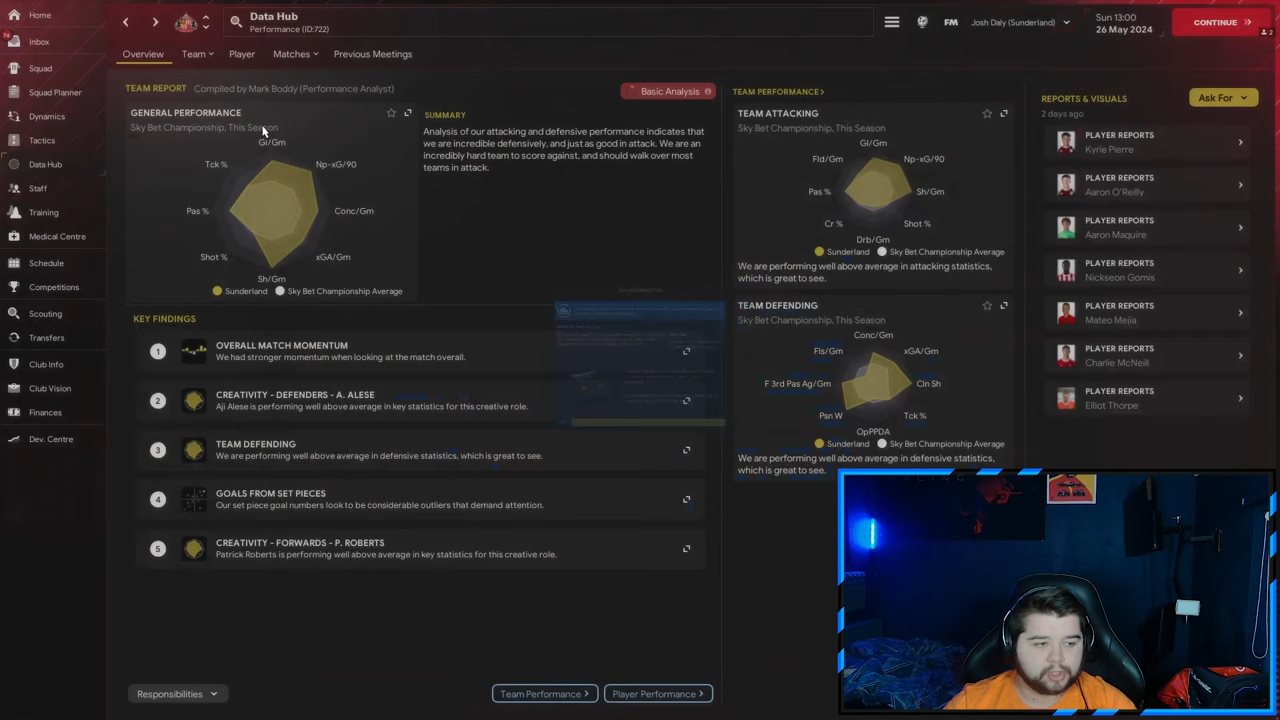 Home
74
Inbox
Squad
Squad Planner
Dynamics
Tactics
Data Hub
Staff
Training
Medical Centre
Schedule
Competitions
Scouting
Transfers
Club Info
Club Vision
Finances
Dev. Centre
Data Hub
Performance (ID:722)
FM
Josh Daly (Sunderland)
Sun 13:00
26 May 2024
CONTINUE
2
Overview
Team
Player
Matches
Previous Meetings
TEAM REPORT Compiled by Mark Boddy (Performance Analyst)
Basic Analysis
GENERAL PERFORMANCE
Sky Bet Championship, This Season
Gl/Gm
Tck %
Np-xG/90
Pas %
Conc/Gm
Shot %
xGA/Gm
Sh/Gm
Sunderland
Sky Bet Championship Average
SUMMARY
Analysis of our attacking and defensive performance indicates that
we are incredible defensively, and just as good in attack. We are an
incredibly hard team to score against, and should walk over most
teams in attack.
KEY FINDINGS
1
OVERALL MATCH MOMENTUM
We had stronger momentum when looking at the match overall.
2
CREATIVITY - DEFENDERS - A. ALESE
Aji Alese is performing well above average in key statistics for this creative role.
3
TEAM DEFENDING
We are performing well above average in defensive statistics, which is great to see.
4
GOALS FROM SET PIECES
Our set piece goal numbers look to be considerable outliers that demand attention.
5
CREATIVITY - FORWARDS - P. ROBERTS
Patrick Roberts is performing well above average in key statistics for this creative role.
Responsibilities
Team Performance
Player Performance
TEAM PERFORMANCE
TEAM ATTACKING
Sky Bet Championship, This Season
Gl/Gm
Fld/Gm
Np-xG/90
Pas %
Sh/Gm
Cr %
Shot %
Drb/Gm
Sunderland
Sky Bet Championship Average
We are performing well above average in attacking statistics,
which is great to see.
TEAM DEFENDING
Sky Bet Championship, This Season
Conc/Gm
Fls/Gm
xGA/Gm
F 3rd Pas Ag/Gm
Cln Sh
Psn W
Tck %
OpPPDA
Sunderland
Sky Bet Championship Average
We are performing well above average in defensive statistics,
which is great to see.
REPORTS & VISUALS
Ask For
2 days ago
PLAYER REPORTS
Kyrie Pierre
PLAYER REPORTS
Aaron O'Reilly
PLAYER REPORTS
Aaron Maguire
PLAYER REPORTS
Nickseon Gomis
PLAYER REPORTS
Mateo Mejia
PLAYER REPORTS
Charlie McNeill
PLAYER REPORTS
Elliot Thorpe